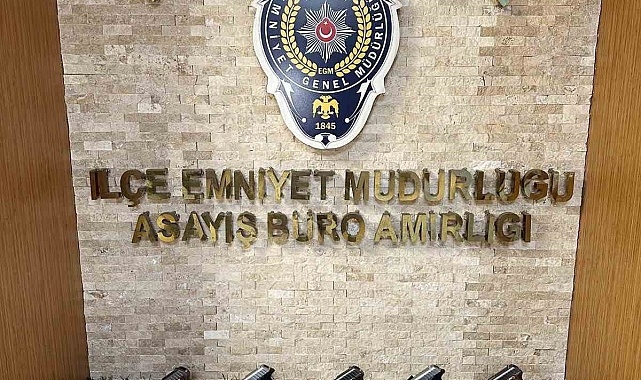 EMNİYET GENEL MÜDÜRLÜĞÜ
EGM
1845
İLÇE EMNİYET MÜDÜRLÜĞÜ
ASAYİŞ BÜRO AMİRLİĞİ